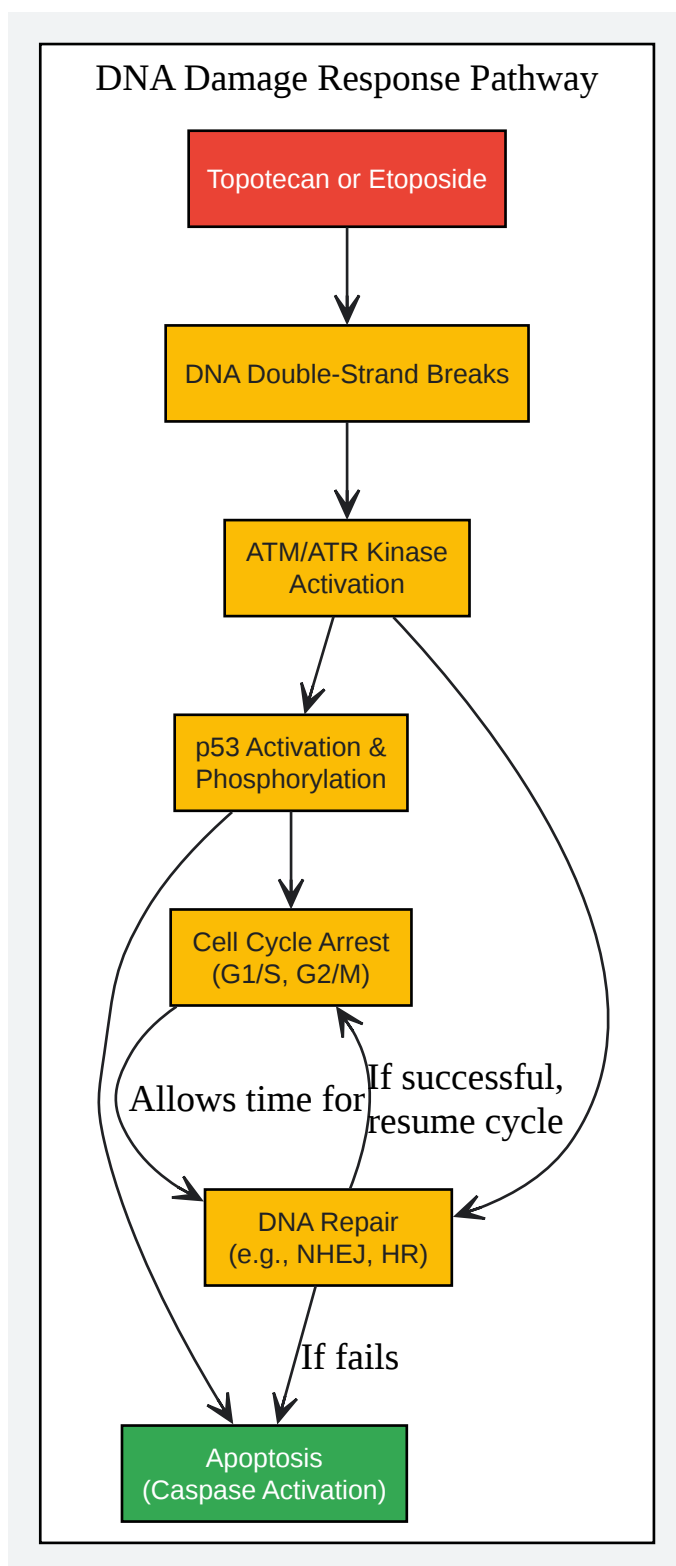 DNA Damage Response Pathway
Topotecan or Etoposide
DNA Double-Strand Breaks
ATM/ATR Kinase
Activation
p53 Activation &
Phosphorylation
Cell Cycle Arrest
(G1/S, G2/M)
Allows time for
If successful,
resume cycle
DNA Repair
(e.g., NHEJ, HR)
If fails
Apoptosis
(Caspase Activation)